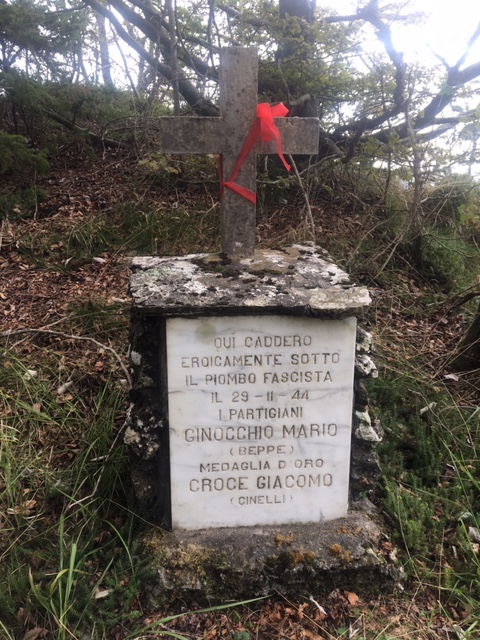 QUI CADDERO
EROICAMENTE SOTTO
IL PIOMBO FASCISTA
IL 29-11-44
I PARTIGIANI
GINOCCHIO MARIO
(BEPPE)
MEDAGLIA D'ORO
CROCE GIACOMO
(CINELLI)